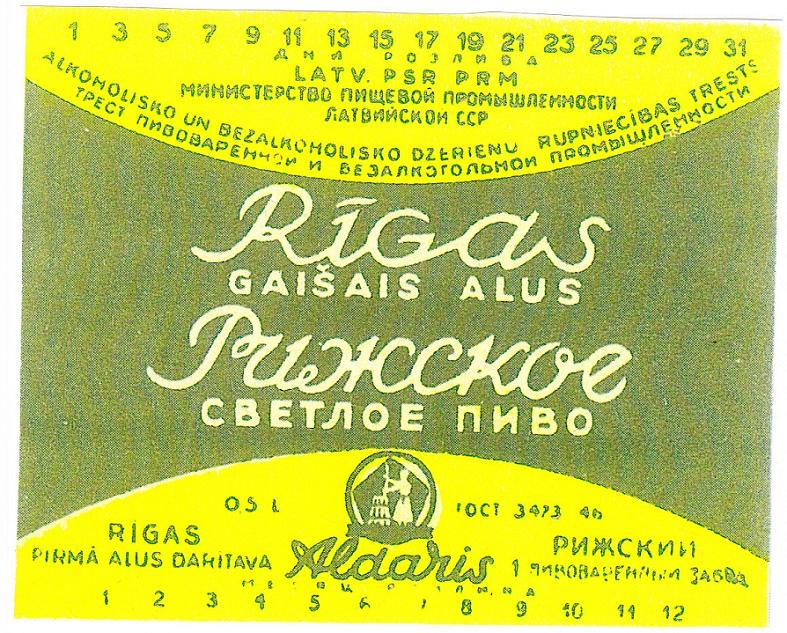 1 3 5 7 9 11 13 15 17 19 21 23 25 27 29 31
ДНИ РОЗЛИВА
LATV. PSR PRM
МИНИСТЕРСТВО ПИЩЕВОЙ ПРОМЫШЛЕННОСТИ
ЛАТВИЙСКОЙ ССР
ALKOHOLISKO UN BEZALKOHOLISKO DZĒRIENU RUPNIECĪBAS TRESTS
ТРЕСТ ПИВОВАРЕННОЙ И БЕЗАЛКОГОЛЬНОЙ ПРОМЫШЛЕННОСТИ
Rīgas
GAIŠAIS ALUS
Рижское
СВЕТЛОЕ ПИВО
0,5 L
ГОСТ 3473 46
RĪGAS
PIRMĀ ALUS DARITAVA
Aldaris
РИЖСКИЙ
1 ПИВОВАРЕННЫЙ ЗАВОД
1 2 3 4 5 6 7 8 9 10 11 12